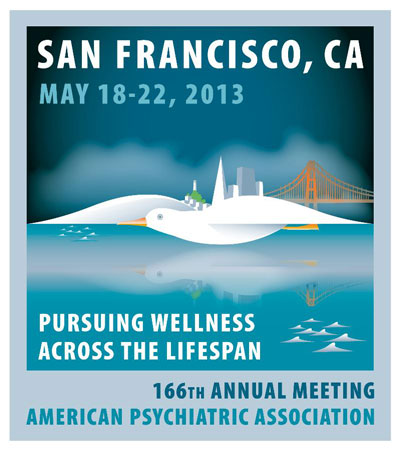 SAN FRANCISCO, CA
MAY 18-22, 2013
PURSUING WELLNESS
ACROSS THE LIFESPAN
166TH ANNUAL MEETING
AMERICAN PSYCHIATRIC ASSOCIATION